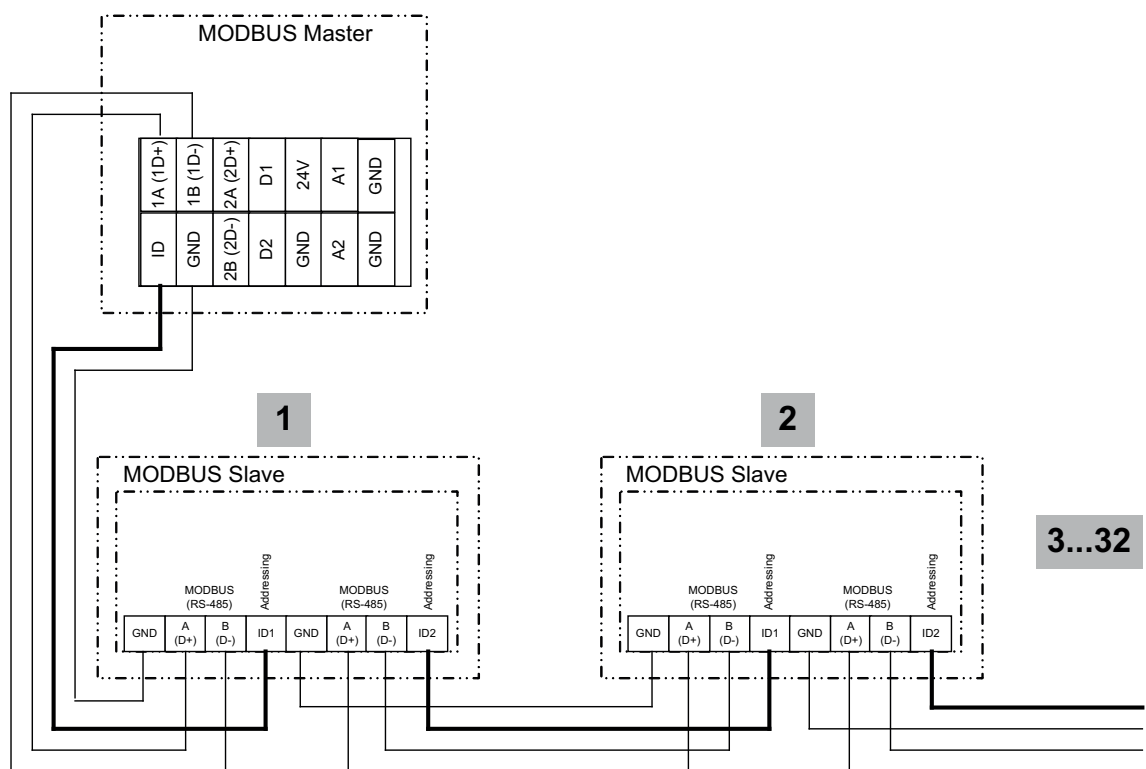 MODBUS Master
1A (1D+) 1B (1D-) 2A (2D+) D1 24V A1 GND
ID GND 2B (2D-) D2 GND A2 GND
1
2
MODBUS Slave
MODBUS
(RS-485)
Addressing
MODBUS
(RS-485)
Addressing
GND A (D+) B (D-) ID1 GND A (D+) B (D-) ID2
MODBUS Slave
MODBUS
(RS-485)
Addressing
MODBUS
(RS-485)
Addressing
GND A (D+) B (D-) ID1 GND A (D+) B (D-) ID2
3...32